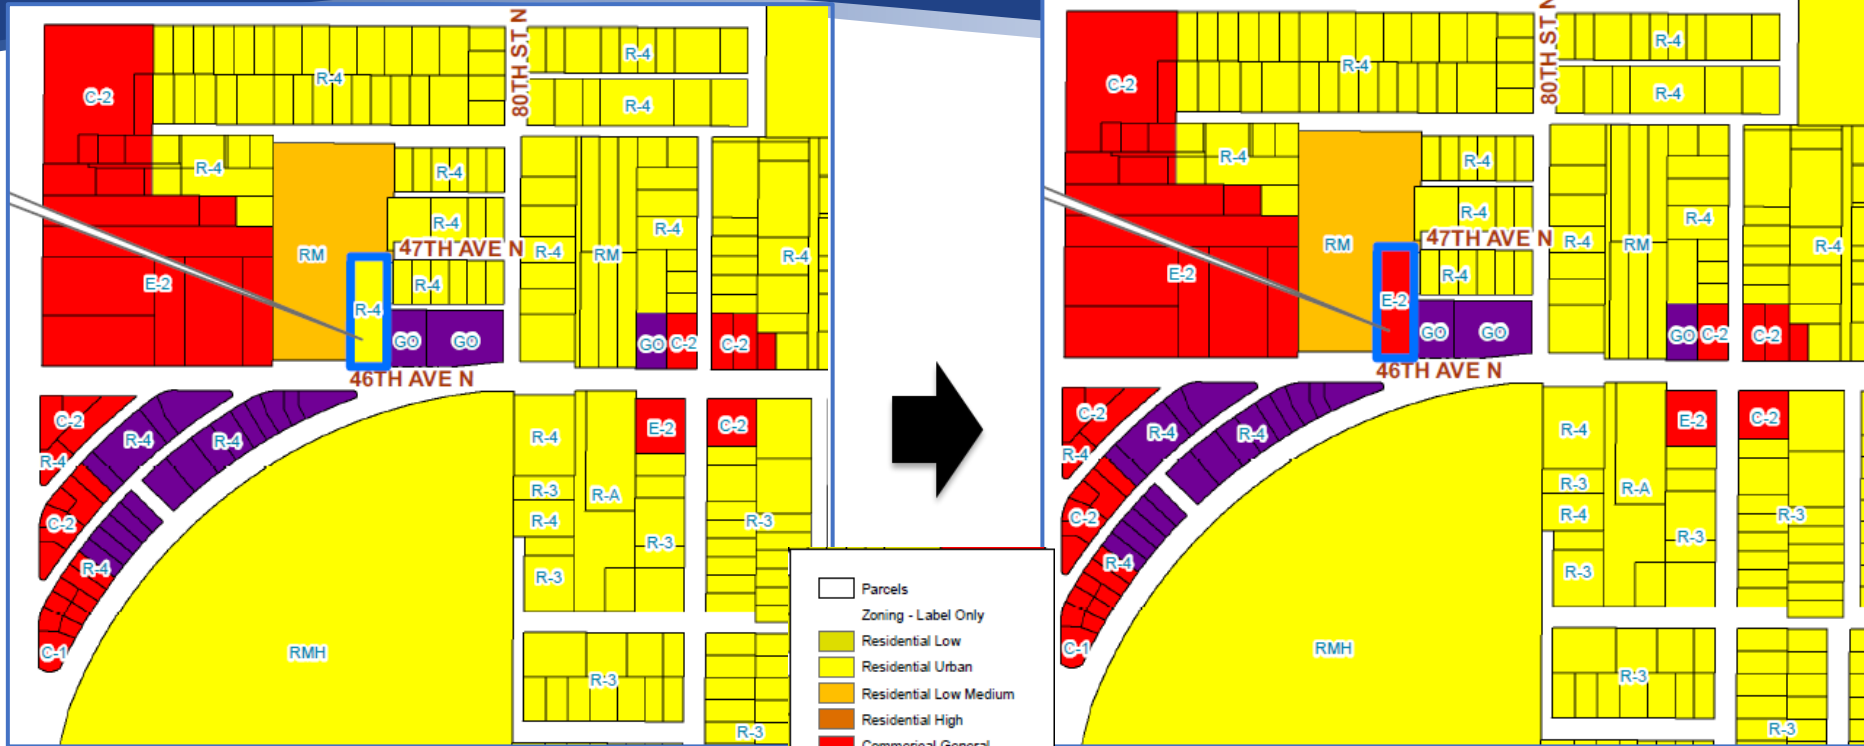 80TH ST N
R-4
R-4
C-2
R-4
R-4
R-4
R-4
R-4
47TH AVE N
RM
R-4
RM
R-4
E-2
R-4
R-4
GO
GO
GO
C-2
C-2
46TH AVE N
C-2
R-4
R-4
R-4
E-2
C-2
R-4
R-3
R-A
C-2
R-4
R-3
R-3
R-4
R-3
C-1
RMH
R-3
R-3
80TH ST N
R-4
R-4
C-2
R-4
R-4
R-4
R-4
R-4
47TH AVE N
RM
R-4
RM
R-4
E-2
R-4
E-2
GO
GO
GO
C-2
C-2
46TH AVE N
C-2
R-4
R-4
R-4
E-2
C-2
R-3
R-A
C-2
R-4
R-3
R-3
R-4
R-3
C-1
RMH
R-3
R-3
Parcels
Zoning - Label Only
Residential Low
Residential Urban
Residential Low Medium
Residential High
Commerical General